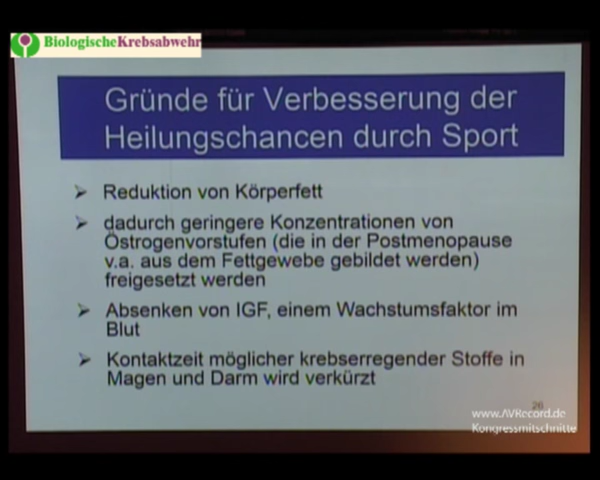 BiologischeKrebsabwehr
Gründe für Verbesserung der
Heilungschancen durch Sport
➢ Reduktion von Körperfett
➢ dadurch geringere Konzentrationen von
Östrogenvorstufen (die in der Postmenopause
v.a. aus dem Fettgewebe gebildet werden)
freigesetzt werden
➢ Absenken von IGF, einem Wachstumsfaktor im
Blut
➢ Kontaktzeit möglicher krebserregender Stoffe in
Magen und Darm wird verkürzt
26
www.AVRecord.de
Kongressmitschnitte